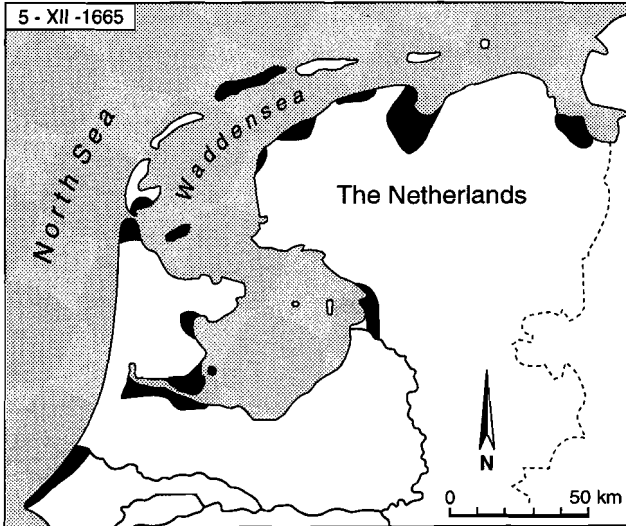 5 - XII -1665
North Sea
Waddensea
The Netherlands
N
0 50 km